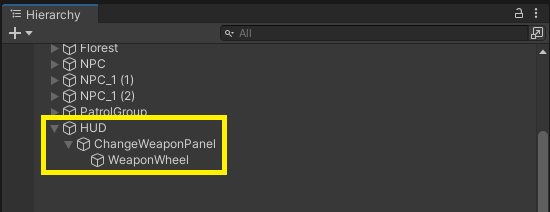 Hierarchy
All
Florest
NPC
NPC_1 (1)
NPC_1 (2)
PatrolGroup
HUD
ChangeWeaponPanel
WeaponWheel